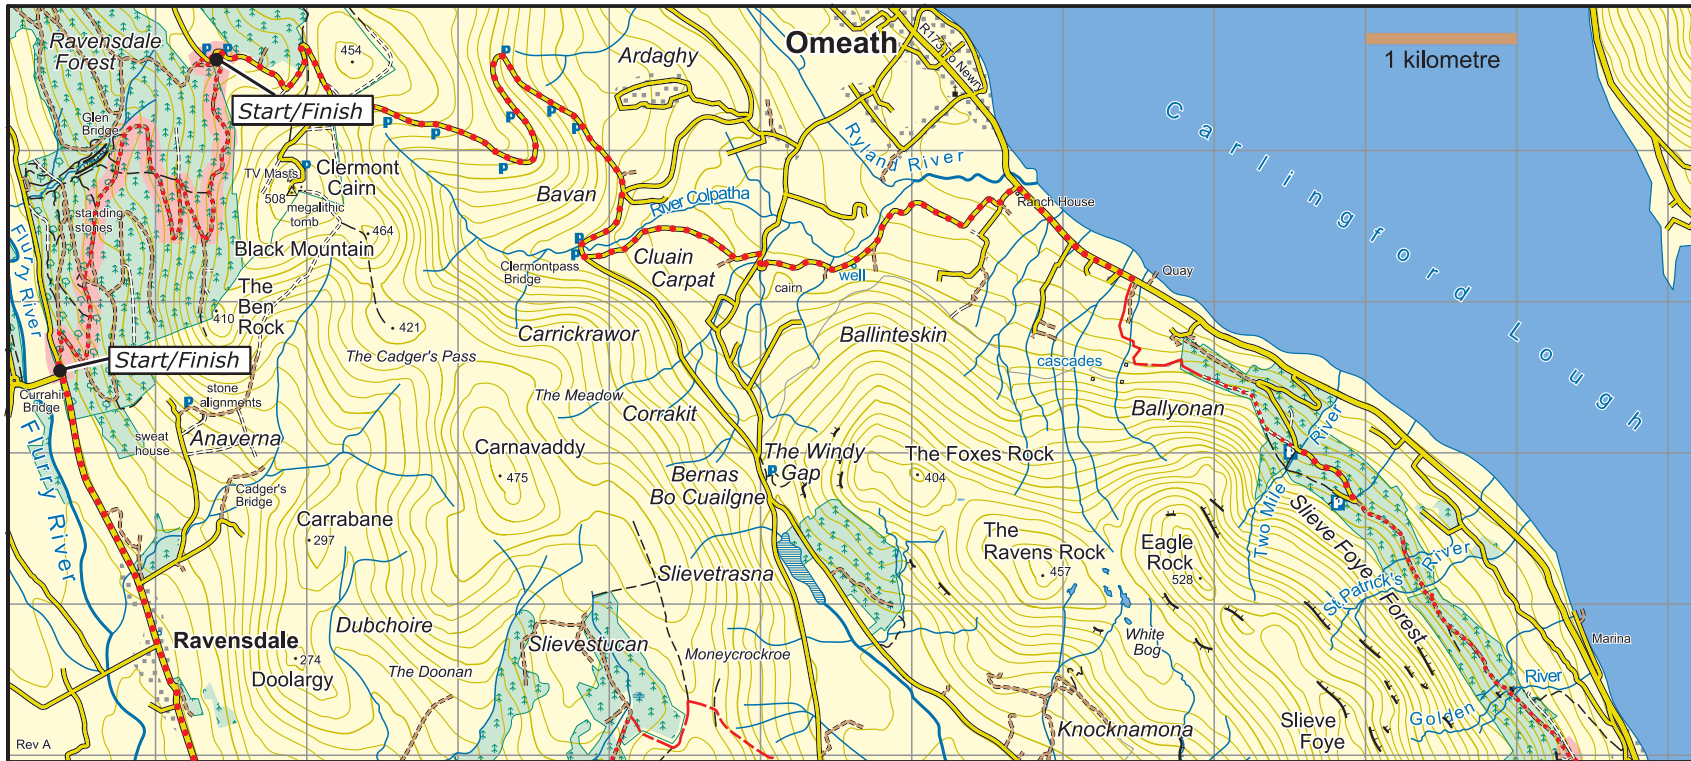 Ravensdale
Forest
P
P
454
Start/Finish
P
P
P
P
P
P
P
Ardaghy
Omeath
R173 To Newry
1 kilometre
Carlingford Lough
Glen
Bridge
TV Masts
P
508
Clermont
Cairn
megalithic
tomb
464
Black Mountain
standing
stones
Flurry River
The
Ben
Rock
410
421
The Cadger's Pass
Bavan
River Colpatha
Ryland River
Ranch House
P
P
Clermontpass
Bridge
Cluain
Carpat
cairn
well
Quay
Carrickrawor
Ballinteskin
cascades
Start/Finish
Currahir
Bridge
stone
alignments
P
sweat
house
Anaverna
Cadger's
Bridge
Flurry River
The Meadow
Corrakit
Carnavaddy
475
Bernas
Bo Cuailgne
The Windy
Gap
P
The Foxes Rock
404
Ballyonan
P
P
Two Mile River
Slieve Foye Forest
St.Patrick's River
Carrabane
297
The
Ravens Rock
457
Eagle
Rock
528
Slievetrasna
Ravensdale
Dubchoire
274
Doolargy
The Doonan
Slievestucan
Moneycrockroe
White
Bog
Knocknamona
Slieve
Foye
Golden River
Marina
Rev A